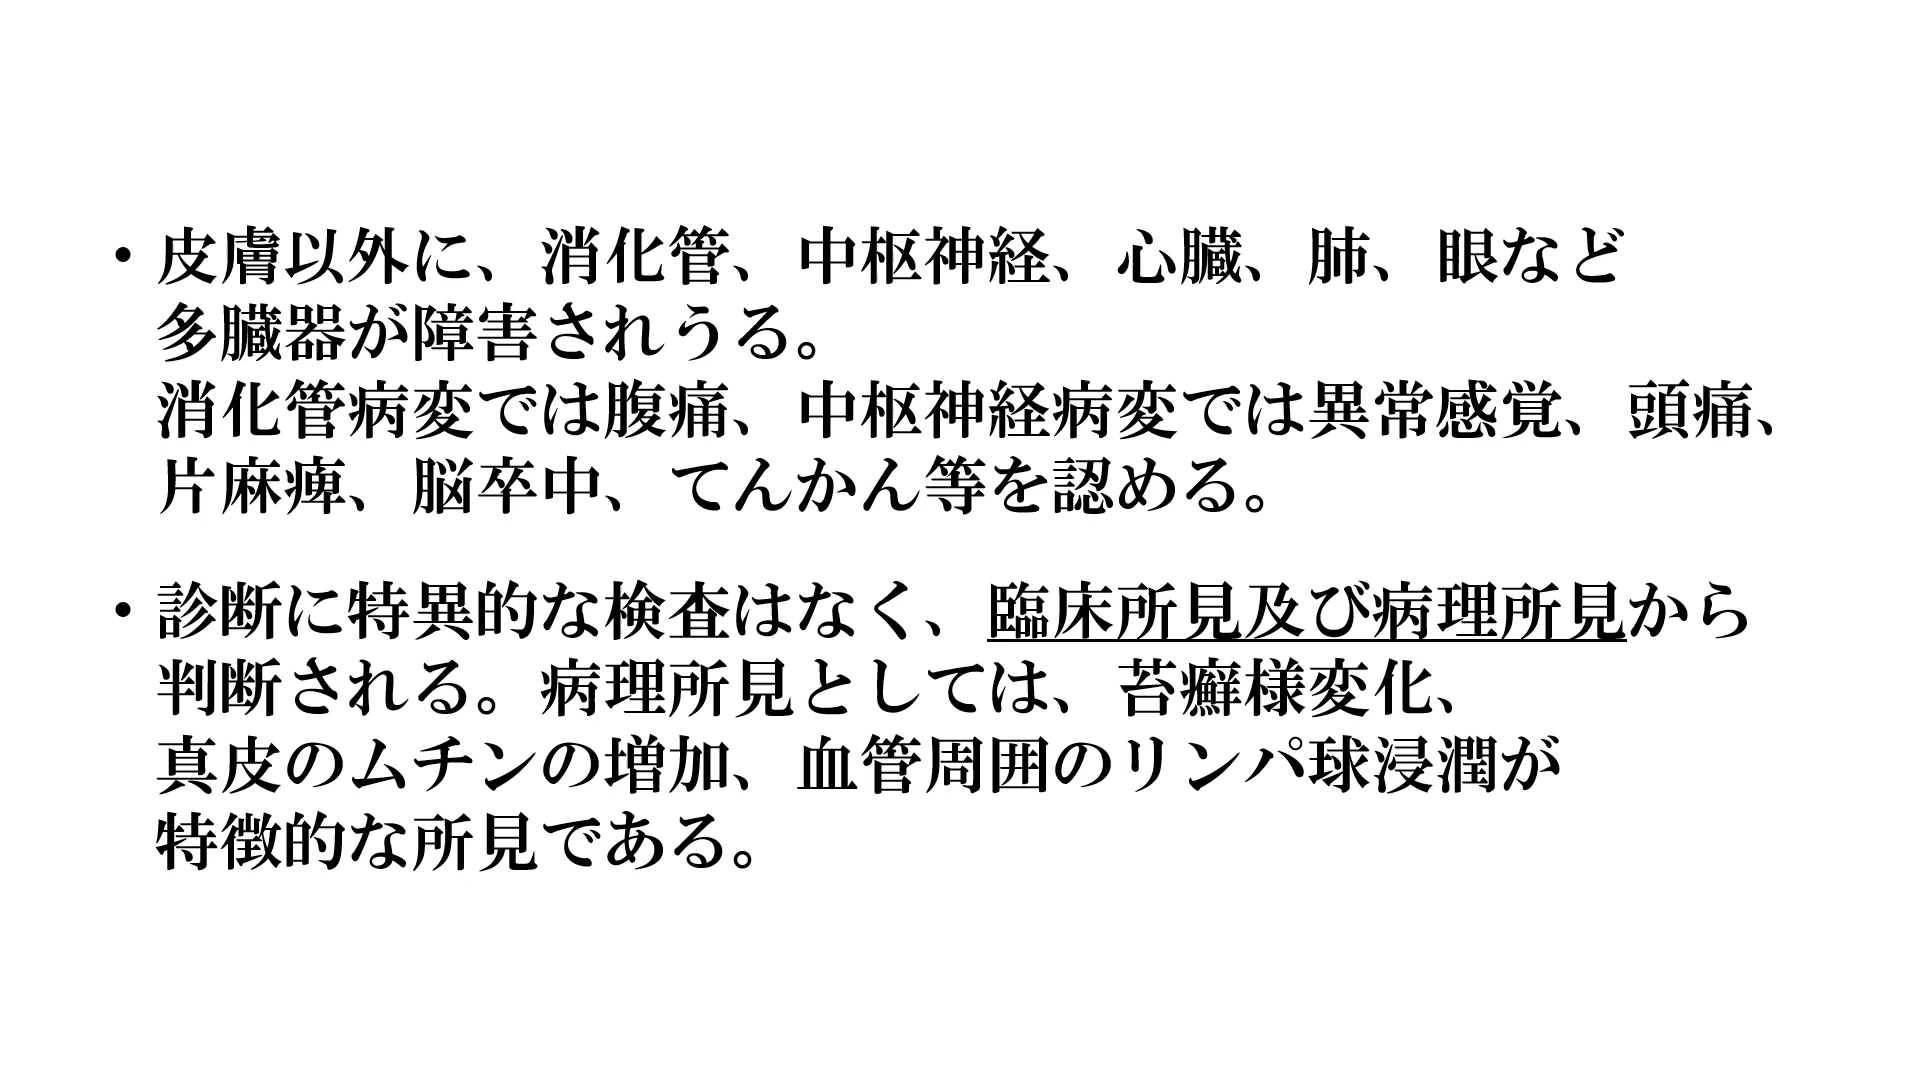 ・皮膚以外に、消化管、中枢神経、心臓、肺、眼など
多臓器が障害されうる。
消化管病変では腹痛、中枢神経病変では異常感覚、頭痛、
片麻痺、脳卒中、てんかん等を認める。
・診断に特異的な検査はなく、臨床所見及び病理所見から
判断される。病理所見としては、苔癬様変化、
真皮のムチンの増加、血管周囲のリンパ球浸潤が
特徴的な所見である。